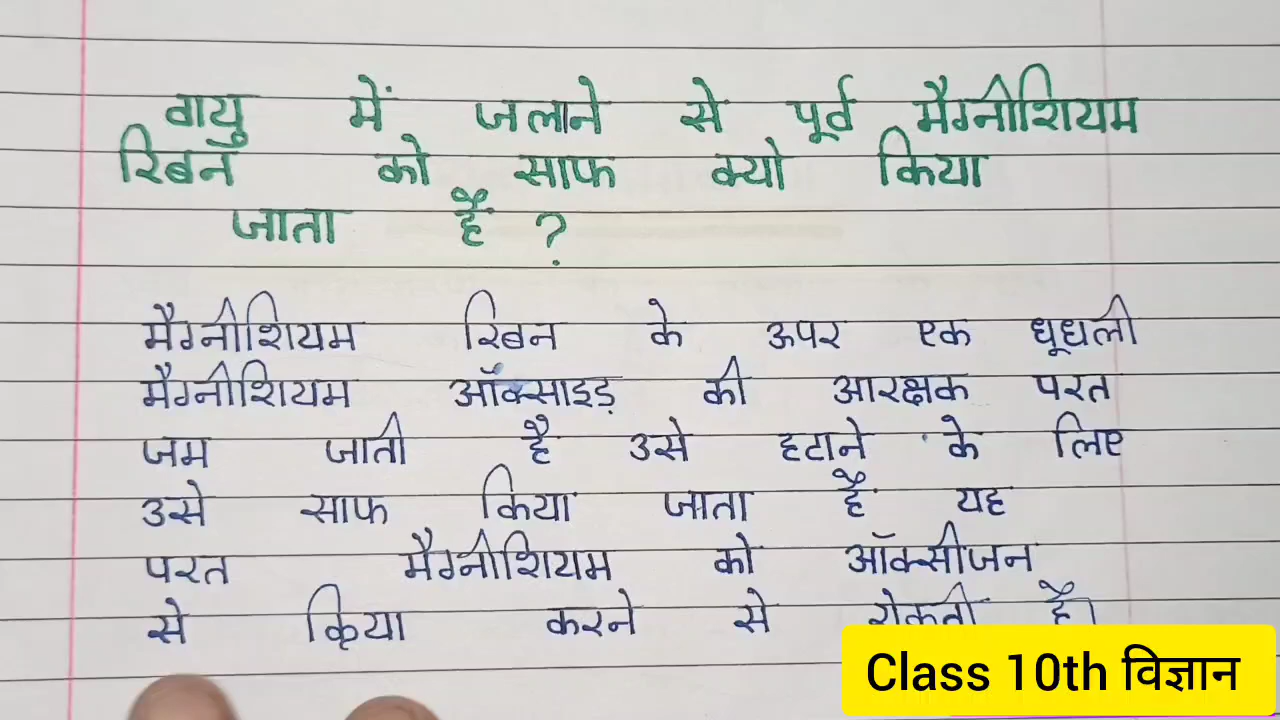 वायु में जलाने से पूर्व मैग्नीशियम
रिबन को साफ क्यो किया
जाता है ?
मैग्नीशियम रिबन के ऊपर एक धूधली
मैग्नीशियम ऑक्साइड़ की आरक्षक परत
जम जाती है उसे हटाने के लिए
उसे साफ किया जाता है यह
परत मैग्नीशियम को ऑक्सीजन
से क्रिया करने से रोकती है।
Class 10th विज्ञान